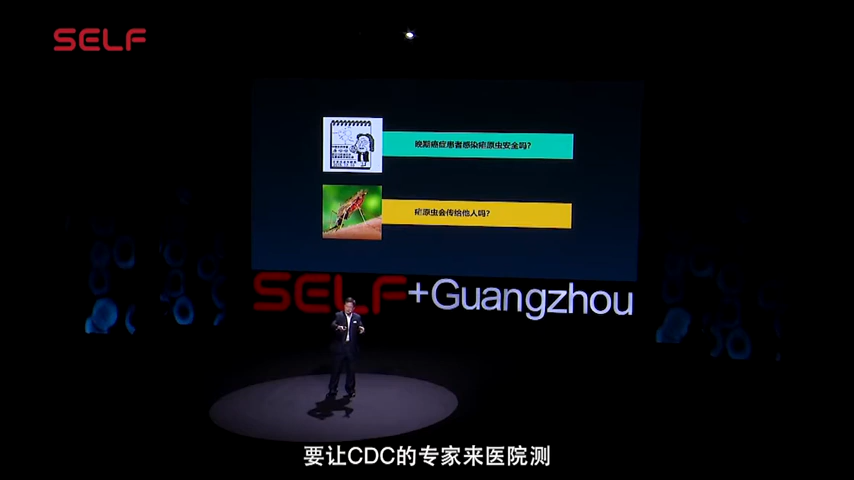 SELF
晚期癌症患者感染疟原虫安全吗?
疟原虫会传给他人吗?
SELF+Guangzhou
要让CDC的专家来医院测